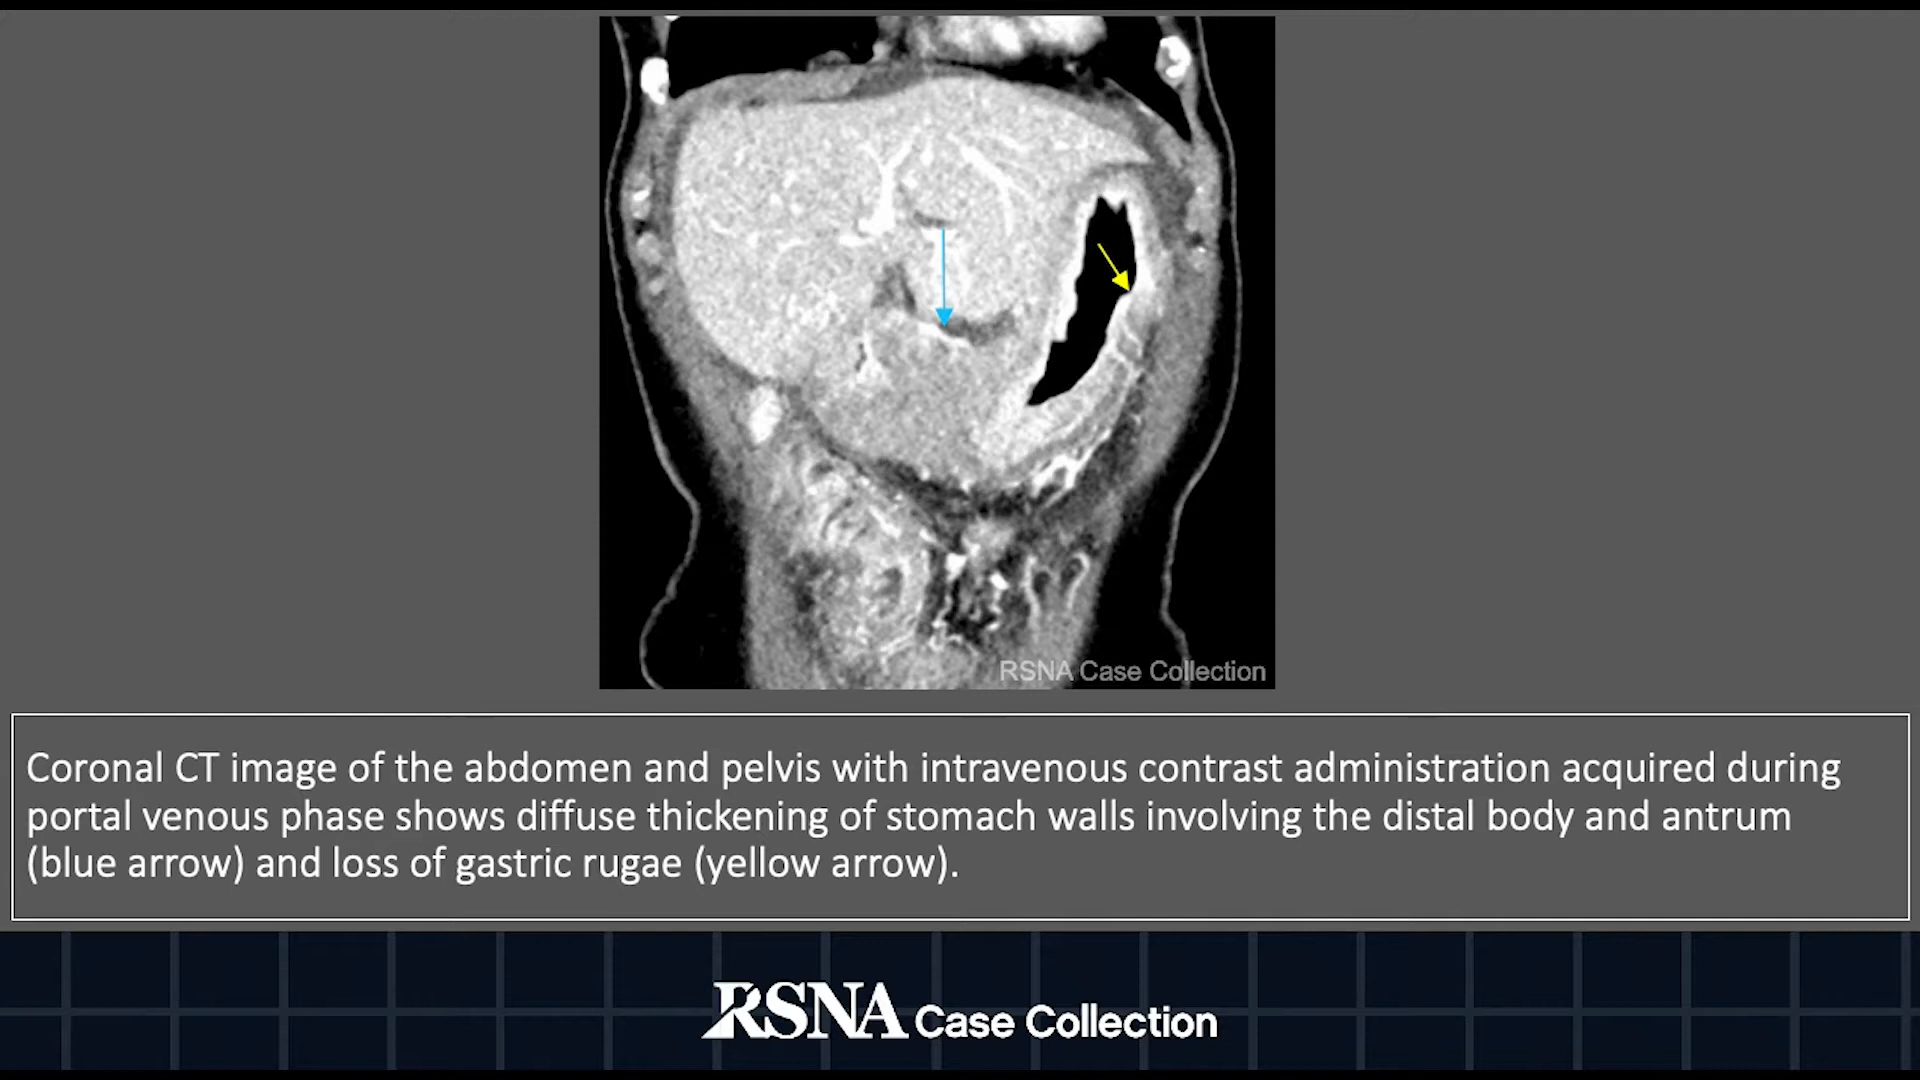 RSNA Case Collection
Coronal CT image of the abdomen and pelvis with intravenous contrast administration acquired during
portal venous phase shows diffuse thickening of stomach walls involving the distal body and antrum
(blue arrow) and loss of gastric rugae (yellow arrow).
RSNA Case Collection